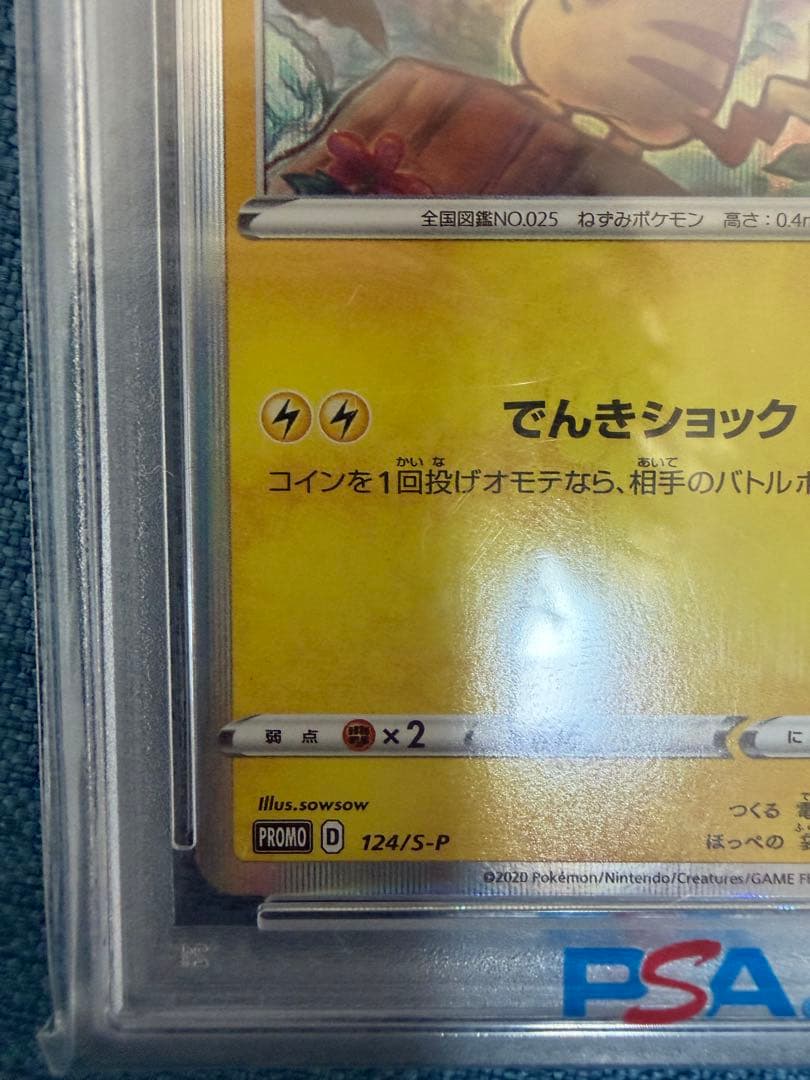 全国図鑑NO.025 ねずみポケモン 高さ:0.4m
でんきショック
かいな あいて
コインを1回投げオモテなら、相手のバトルポ
弱点 ×2 に
Illus.sowsow
つくる
PROMO D 124/S-P
ほっぺの
©2020 Pokémon/Nintendo/Creatures/GAME F
PSA